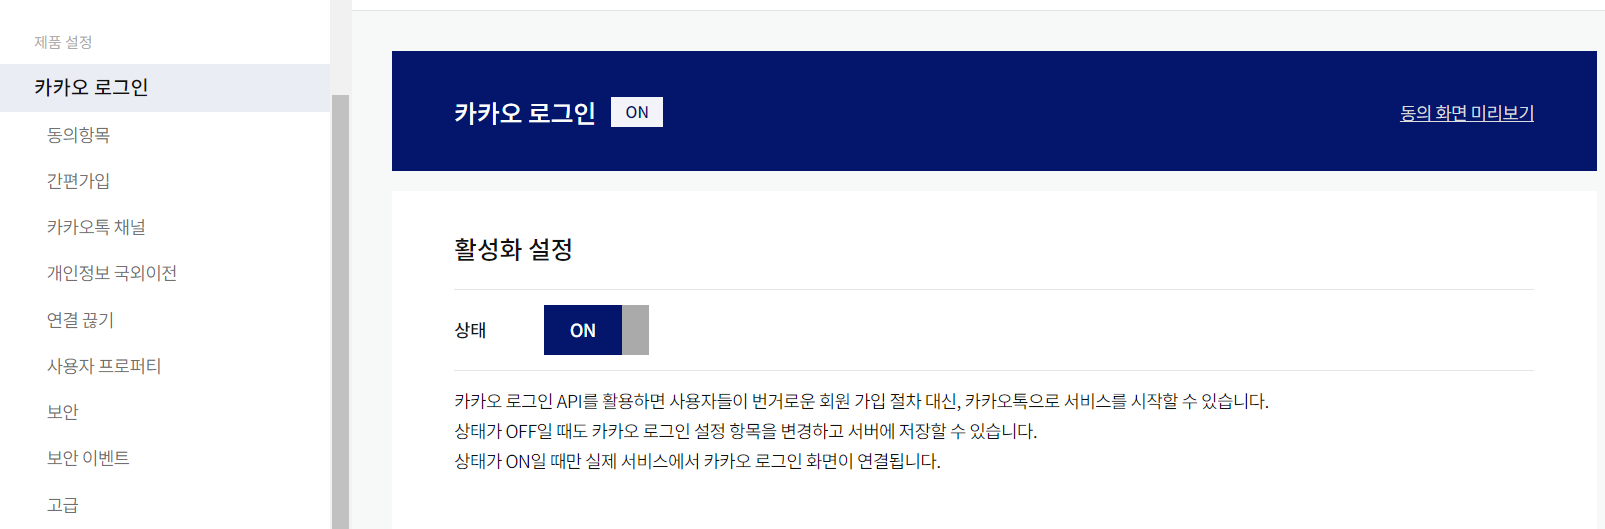 제품 설정
카카오 로그인
동의항목
간편가입
카카오톡 채널
개인정보 국외이전
연결 끊기
사용자 프로퍼티
보안
보안 이벤트
고급
카카오 로그인 ON
동의 화면 미리보기
활성화 설정
상태 ON
카카오 로그인 API를 활용하면 사용자들이 번거로운 회원 가입 절차 대신, 카카오톡으로 서비스를 시작할 수 있습니다.
상태가 OFF일 때도 카카오 로그인 설정 항목을 변경하고 서버에 저장할 수 있습니다.
상태가 ON일 때만 실제 서비스에서 카카오 로그인 화면이 연결됩니다.